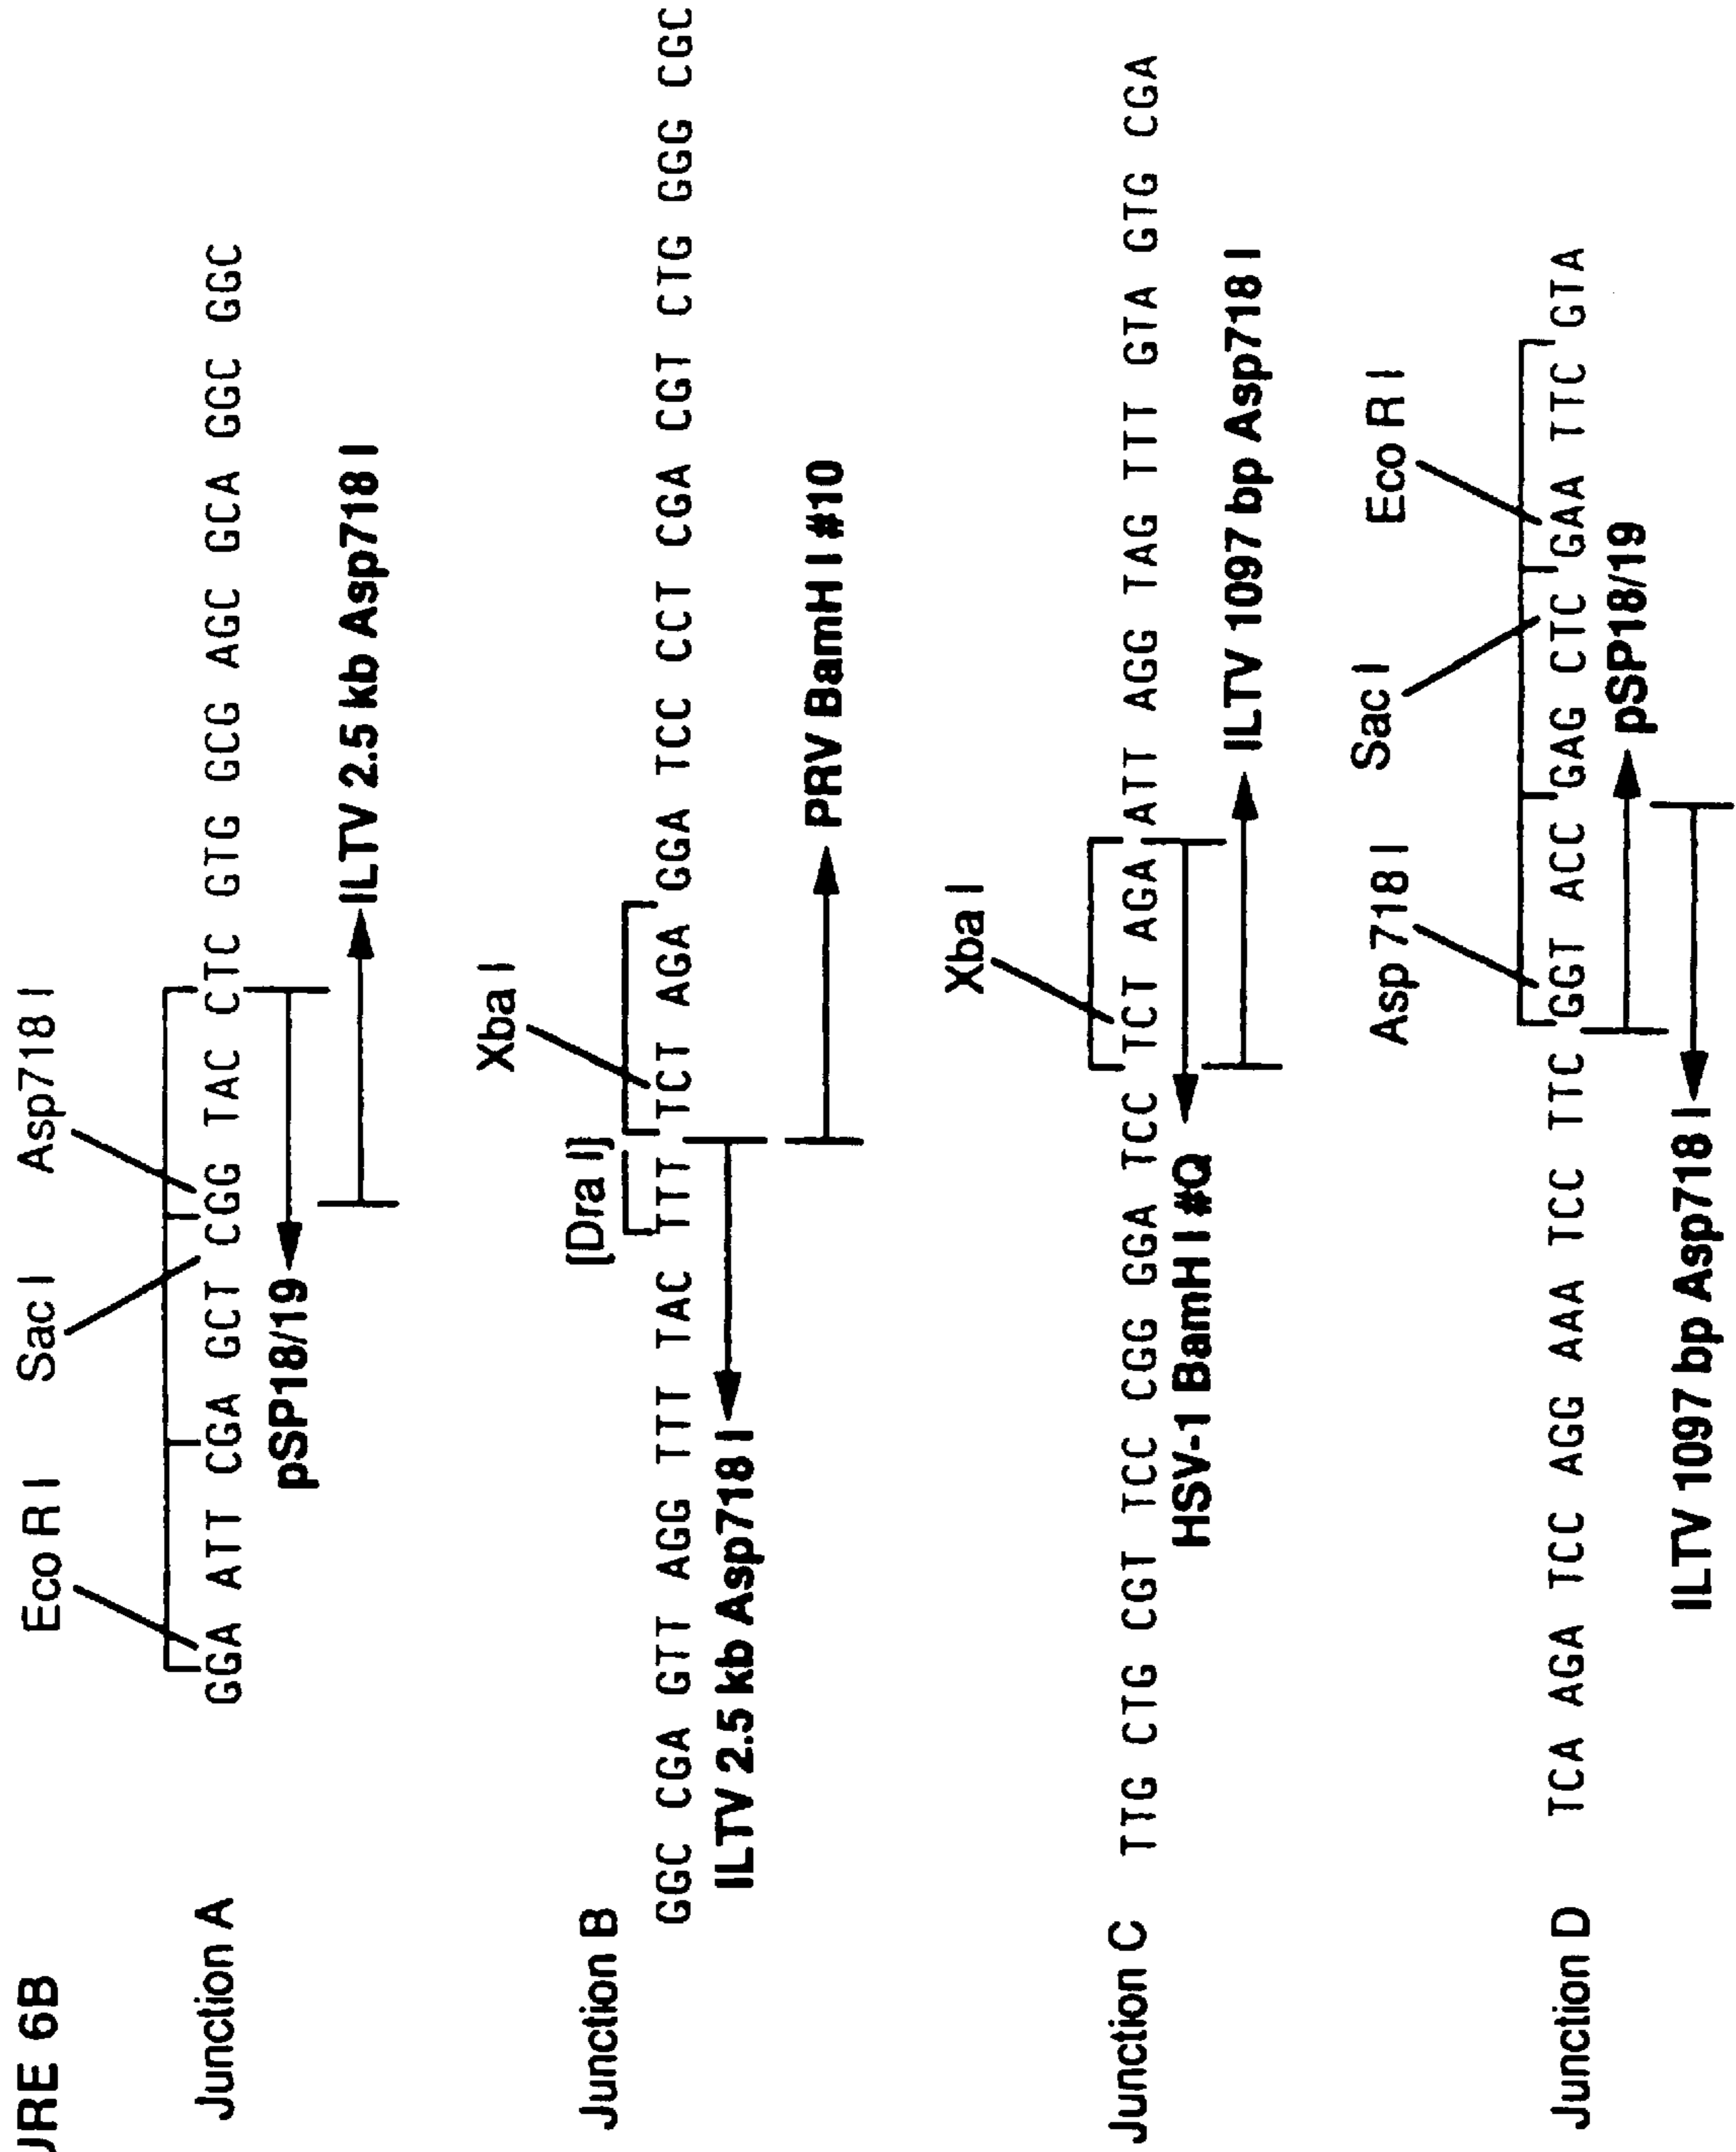 URE 6B
Eco R I Sac I Asp718 I
Junction A GGA ATT CGA GCT CGG TAC CTC GTG GCG AGC GCA GGC GGC
pSP18/19
ILTV 2.5 kb Asp718 I
[Dra I] Xba I
Junction B GGC CGA GTT AGG TTT TAC TTT TCT AGA GGA TCC CCT CGA CGT CTG GGG CGC
ILTV 2.5 kb Asp718 I
PRV BamH I #10
Xba I
Junction C TTG CTG CGT TCC CGG GGA TCC TCT AGA ATT AGG TAG TTT GTA GTG CGA
HSV-1 BamH I #Q
ILTV 1097 bp Asp718 I
Asp 718 I Sac I Eco R I
Junction D TCA AGA TCC AGG AAA TCC TTC GGT ACC GAG CTC GAA TTC GTA
pSP18/19
ILTV 1097 bp Asp718 I